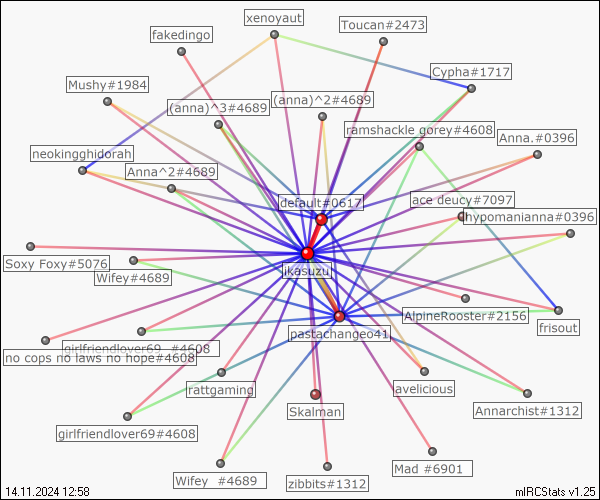 xenoyaut
Toucan#2473
fakedingo
Cypha#1717
Mushy#1984
(anna)^3#4689
(anna)^2#4689
ramshackle gorey#4608
Anna.#0396
neokingghidorah
Anna^2#4689
default#0617
ace deucy#7097
hypomanianna#0396
Soxy Foxy#5076
Wifey#4689
jkasuzu
AlpineRooster#2156
frisout
pastachangeo41
girlfriendlover69_#4608
no cops no laws no hope#4608
rattgaming
avelicious
Skalman
Annarchist#1312
girlfriendlover69#4608
Mad #6901
Wifey #4689
zibbits#1312
14.11.2024 12:58
mIRCStats v1.25